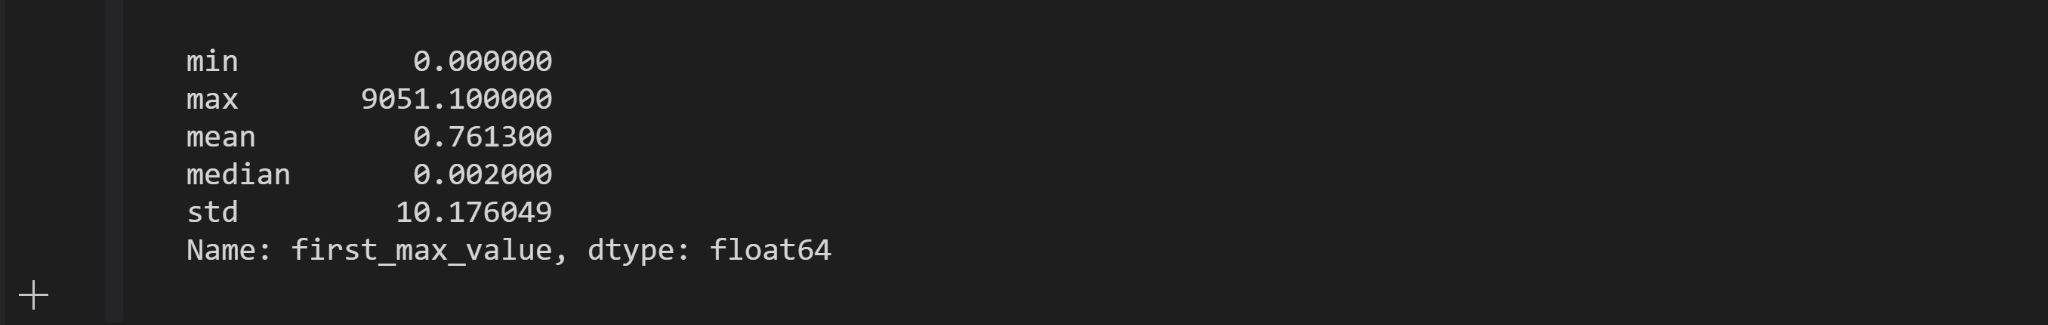 min 0.000000
max 9051.100000
mean 0.761300
median 0.002000
std 10.176049
Name: first_max_value, dtype: float64